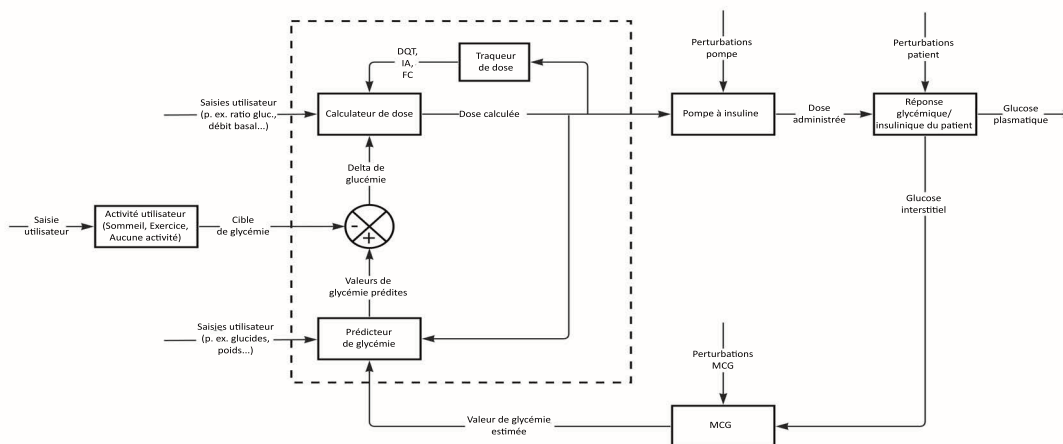 DQT,
IA,
FC
Traqueur
de dose
Perturbations
pompe
Perturbations
patient
Saisies utilisateur
(p. ex. ratio gluc.,
débit basal...)
Calculateur de dose
Dose calculée
Pompe à insuline
Dose
administrée
Réponse
glycémique/
insulinique du patient
Glucose
plasmatique
Delta de
glucémie
Glucose
interstitiel
Saisie
utilisateur
Activité utilisateur
(Sommeil, Exercice,
Aucune activité)
Cible
de glycémie
-
+
Valeurs de
glycémie prédites
Saisies utilisateur
(p. ex. glucides,
poids...)
Prédicteur
de glycémie
Perturbations
MCG
Valeur de glycémie
estimée
MCG